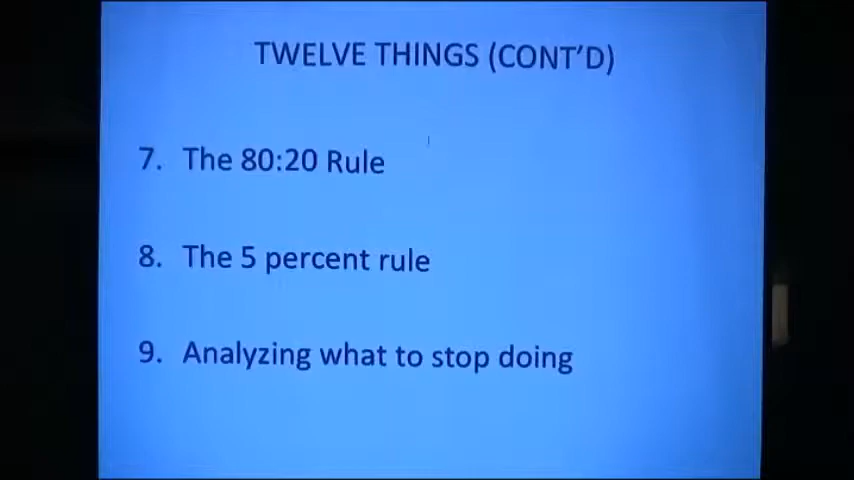 TWELVE THINGS (CONT'D)
7. The 80:20 Rule
8. The 5 percent rule
9. Analyzing what to stop doing